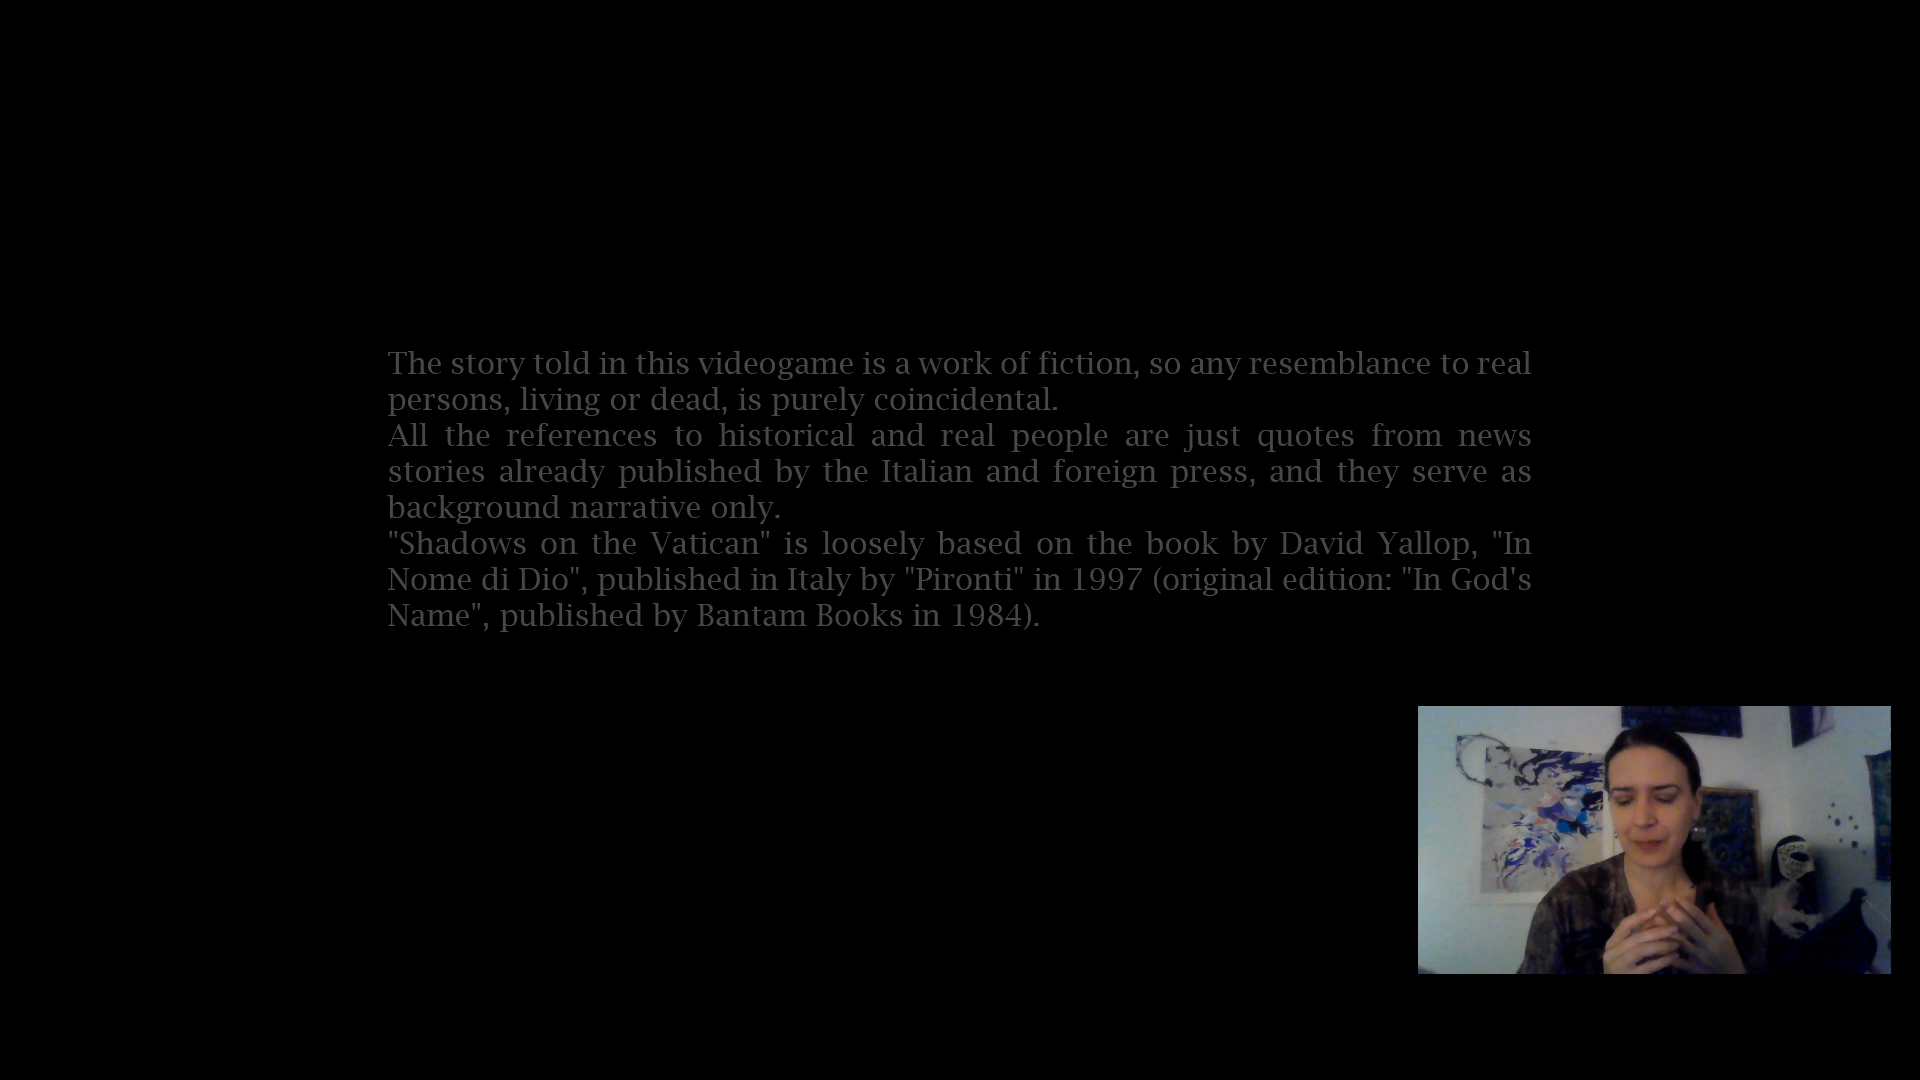 The story told in this videogame is a work of fiction, so any resemblance to real
persons, living or dead, is purely coincidental.
All the references to historical and real people are just quotes from news
stories already published by the Italian and foreign press, and they serve as
background narrative only.
"Shadows on the Vatican" is loosely based on the book by David Yallop, "In
Nome di Dio", published in Italy by "Pironti" in 1997 (original edition: "In God's
Name", published by Bantam Books in 1984).